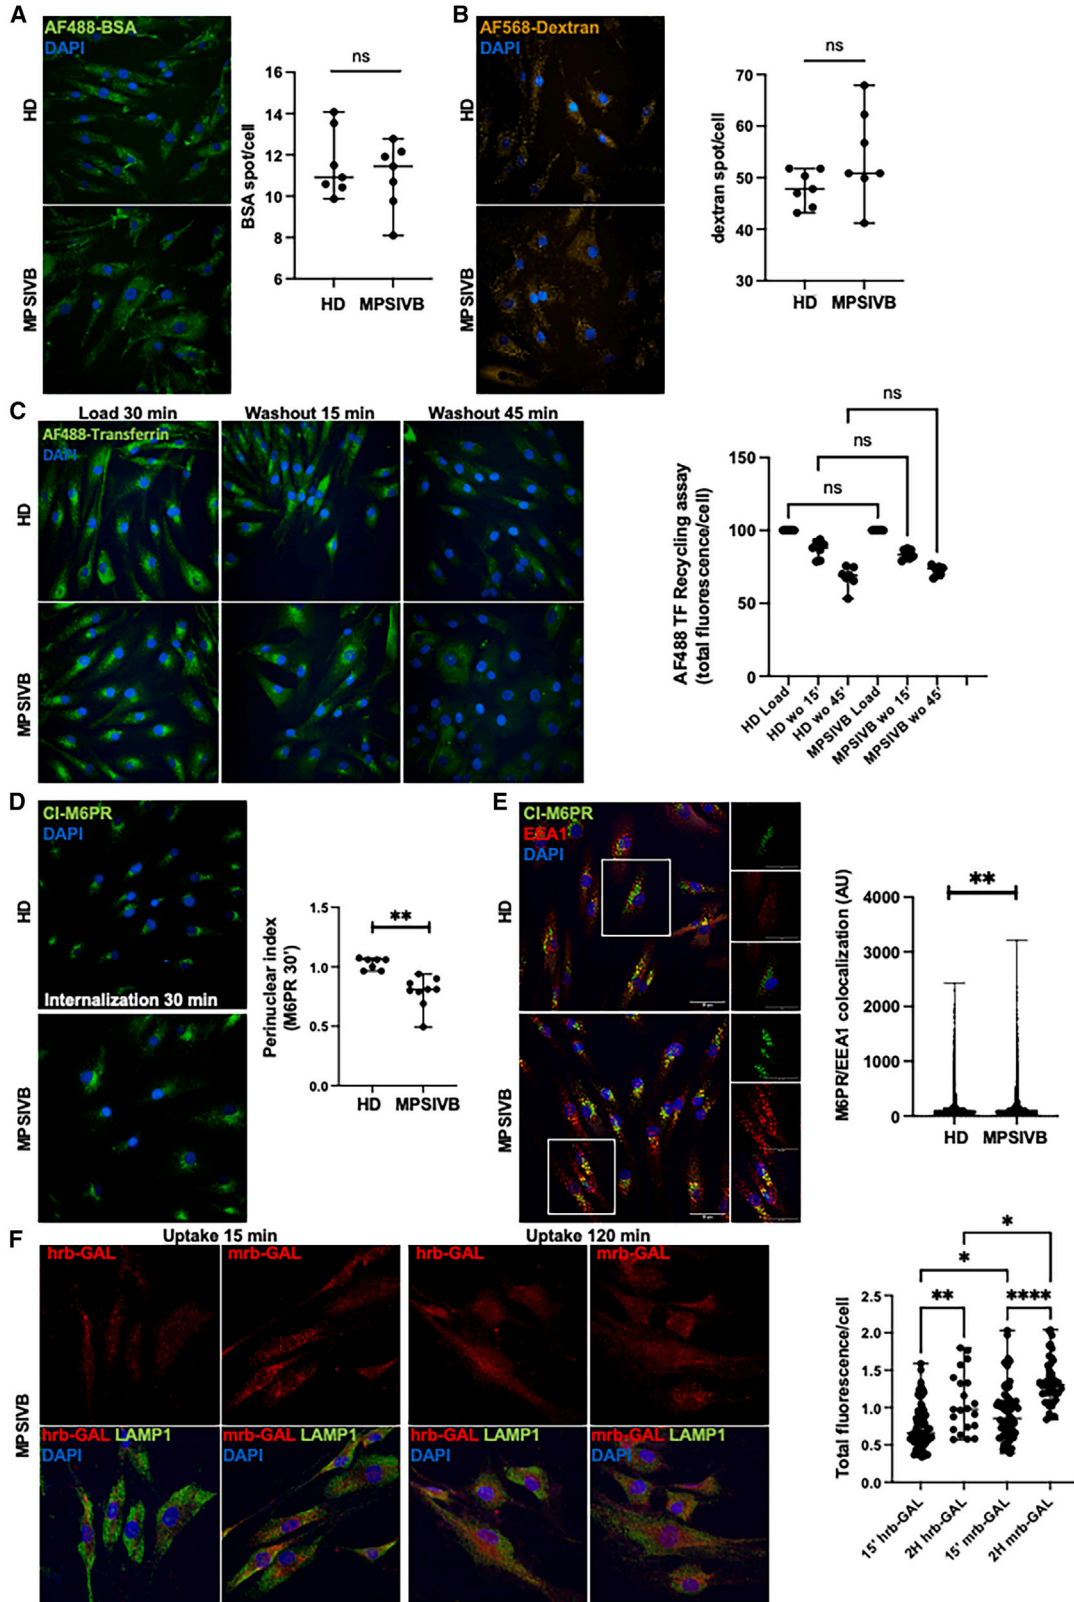 A
AF488-BSA
DAPI
HD
MPSIVB
ns
BSA spot/cell
16
14
12
10
8
6
HD MPSIVB
B
AF568-Dextran
DAPI
HD
MPSIVB
ns
dextran spot/cell
70
60
50
40
30
HD MPSIVB
C
Load 30 min Washout 15 min Washout 45 min
AF488-Transferrin
DAPI
HD
MPSIVB
ns
ns
ns
AF488 TF Recycling assay
(total fluorescence/cell)
150
100
50
0
HD Load
HD wo 15'
HD wo 45'
MPSIVB Load
MPSIVB wo 15'
MPSIVB wo 45'
D
CI-M6PR
DAPI
HD
Internalization 30 min
MPSIVB
**
Perinuclear index
(M6PR 30')
1.5
1.0
0.5
0.0
HD MPSIVB
E
CI-M6PR
EEA1
DAPI
HD
MPSIVB
**
M6PR/EEA1 colocalization (AU)
4000
3000
2000
1000
0
HD MPSIVB
F
Uptake 15 min Uptake 120 min
hrb-GAL mrb-GAL hrb-GAL mrb-GAL
MPSIVB
hrb-GAL LAMP1 mrb-GAL LAMP1 hrb-GAL LAMP1 mrb-GAL LAMP1
DAPI DAPI DAPI DAPI
*
*
** ****
Total fluorescence/cell
2.5
2.0
1.5
1.0
0.5
0.0
15' hrb-GAL
2H hrb-GAL
15' mrb-GAL
2H mrb-GAL